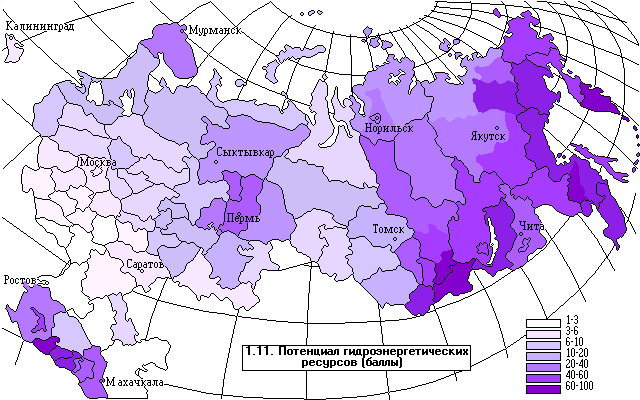 Калининград
Мурманск
Норильск
Якутск
Сыктывкар
Москва
Пермь
Томск
Чита
Саратов
Ростов
Махачкала
1.11. Потенциал гидроэнергетических
ресурсов (баллы)
1-3
3-6
6-10
10-20
20-40
40-60
60-100